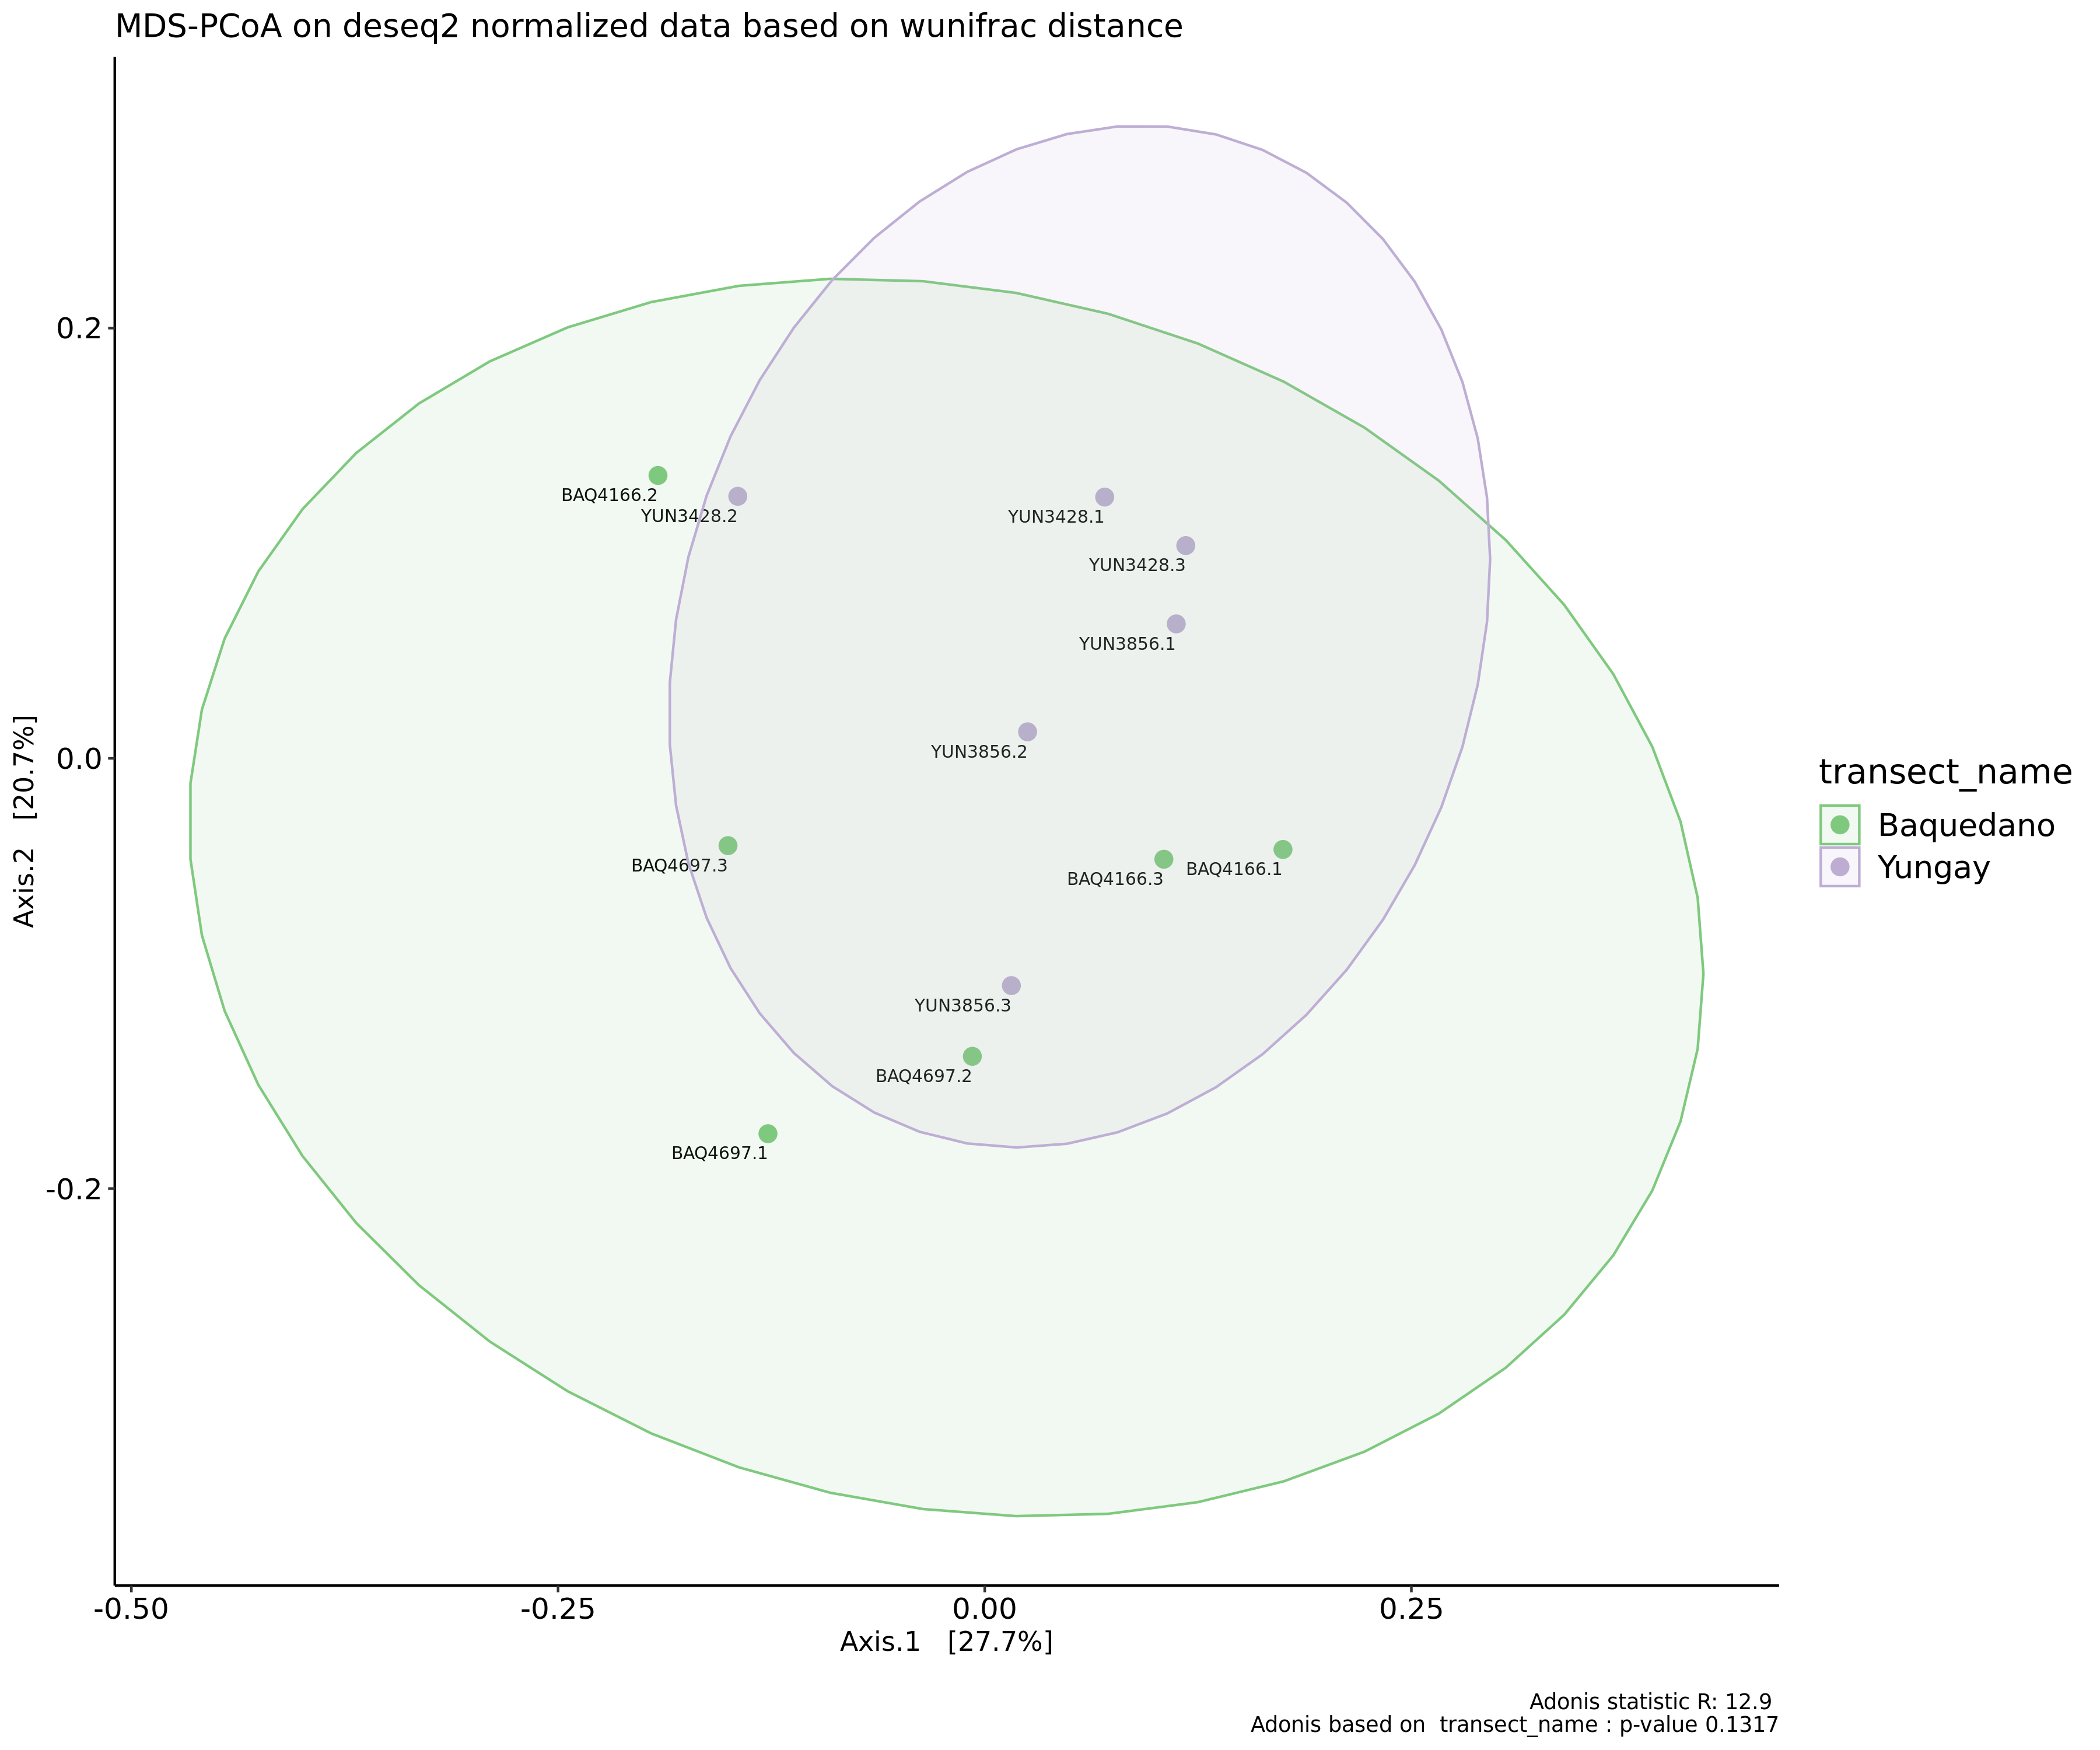 MDS-PCoA on deseq2 normalized data based on wunifrac distance
0.2
0.0
-0.2
Axis.2 [20.7%]
BAQ4166.2
YUN3428.2
YUN3428.1
YUN3428.3
YUN3856.1
YUN3856.2
BAQ4697.3
BAQ4166.3
BAQ4166.1
YUN3856.3
BAQ4697.2
BAQ4697.1
transect_name
Baquedano
Yungay
-0.50
-0.25
0.00
0.25
Axis.1 [27.7%]
Adonis statistic R: 12.9
Adonis based on transect_name : p-value 0.1317